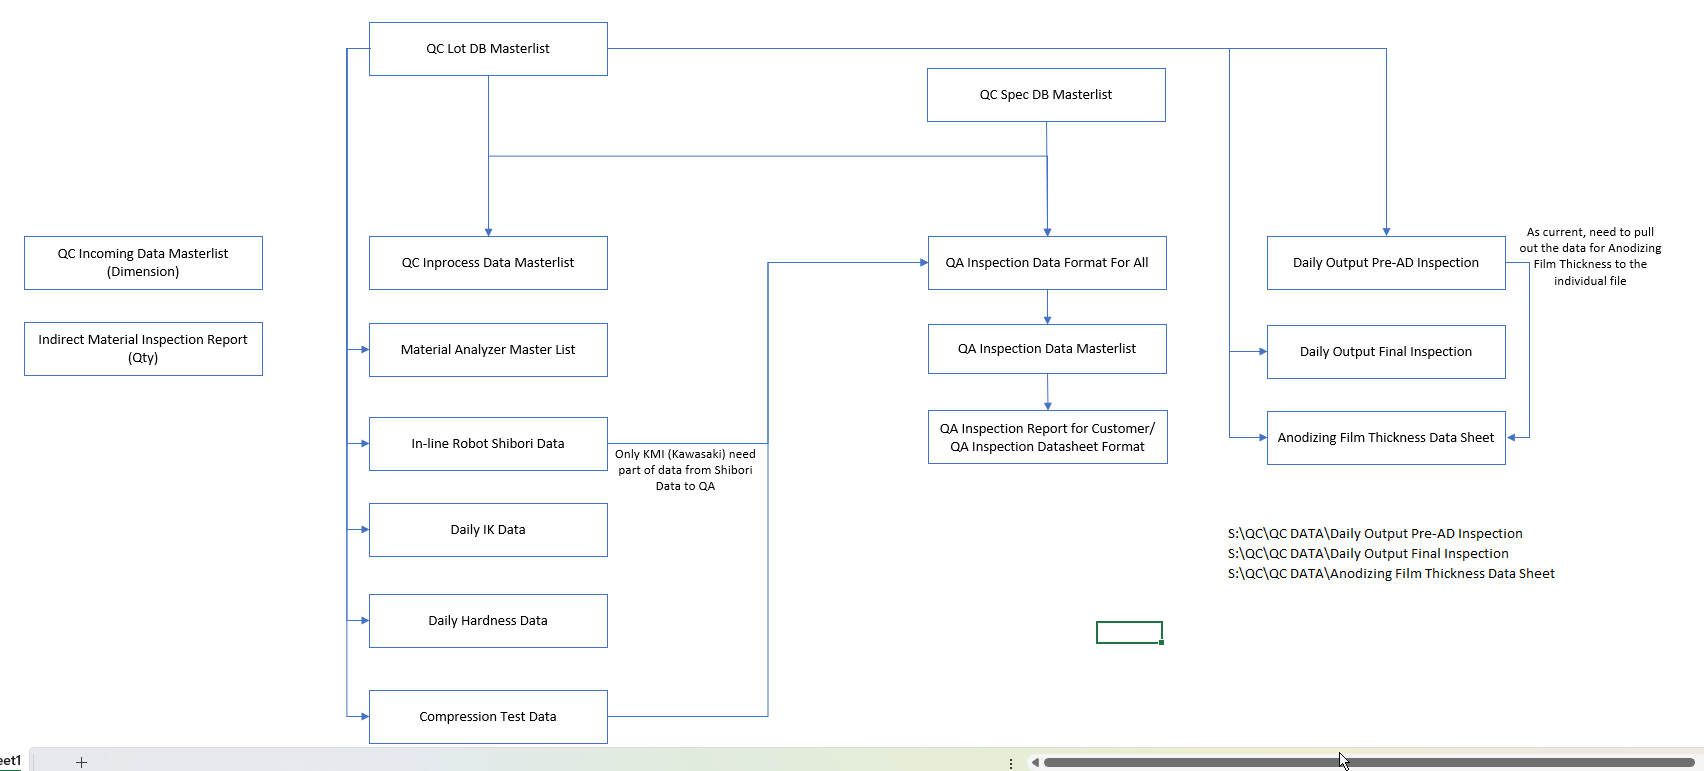 QC Lot DB Masterlist
QC Spec DB Masterlist
QC Incoming Data Masterlist
(Dimension)
Indirect Material Inspection Report
(Qty)
QC Inprocess Data Masterlist
Material Analyzer Master List
In-line Robot Shibori Data
Only KMI (Kawasaki) need
part of data from Shibori
Data to QA
Daily IK Data
Daily Hardness Data
Compression Test Data
QA Inspection Data Format For All
QA Inspection Data Masterlist
QA Inspection Report for Customer/
QA Inspection Datasheet Format
Daily Output Pre-AD Inspection
As current, need to pull
out the data for Anodizing
Film Thickness to the
individual file
Daily Output Final Inspection
Anodizing Film Thickness Data Sheet
S:\QC\QC DATA\Daily Output Pre-AD Inspection
S:\QC\QC DATA\Daily Output Final Inspection
S:\QC\QC DATA\Anodizing Film Thickness Data Sheet
eet1